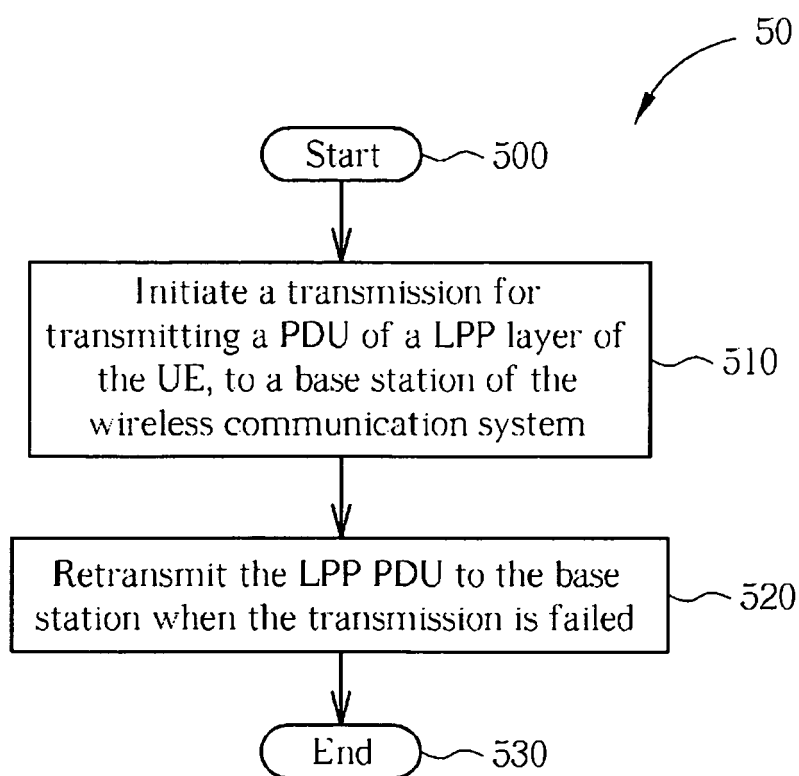 50
Start
500
Initiate a transmission for
transmitting a PDU of a LPP layer of
the UE, to a base station of the
wireless communication system
510
Retransmit the LPP PDU to the base
station when the transmission is failed
520
End
530